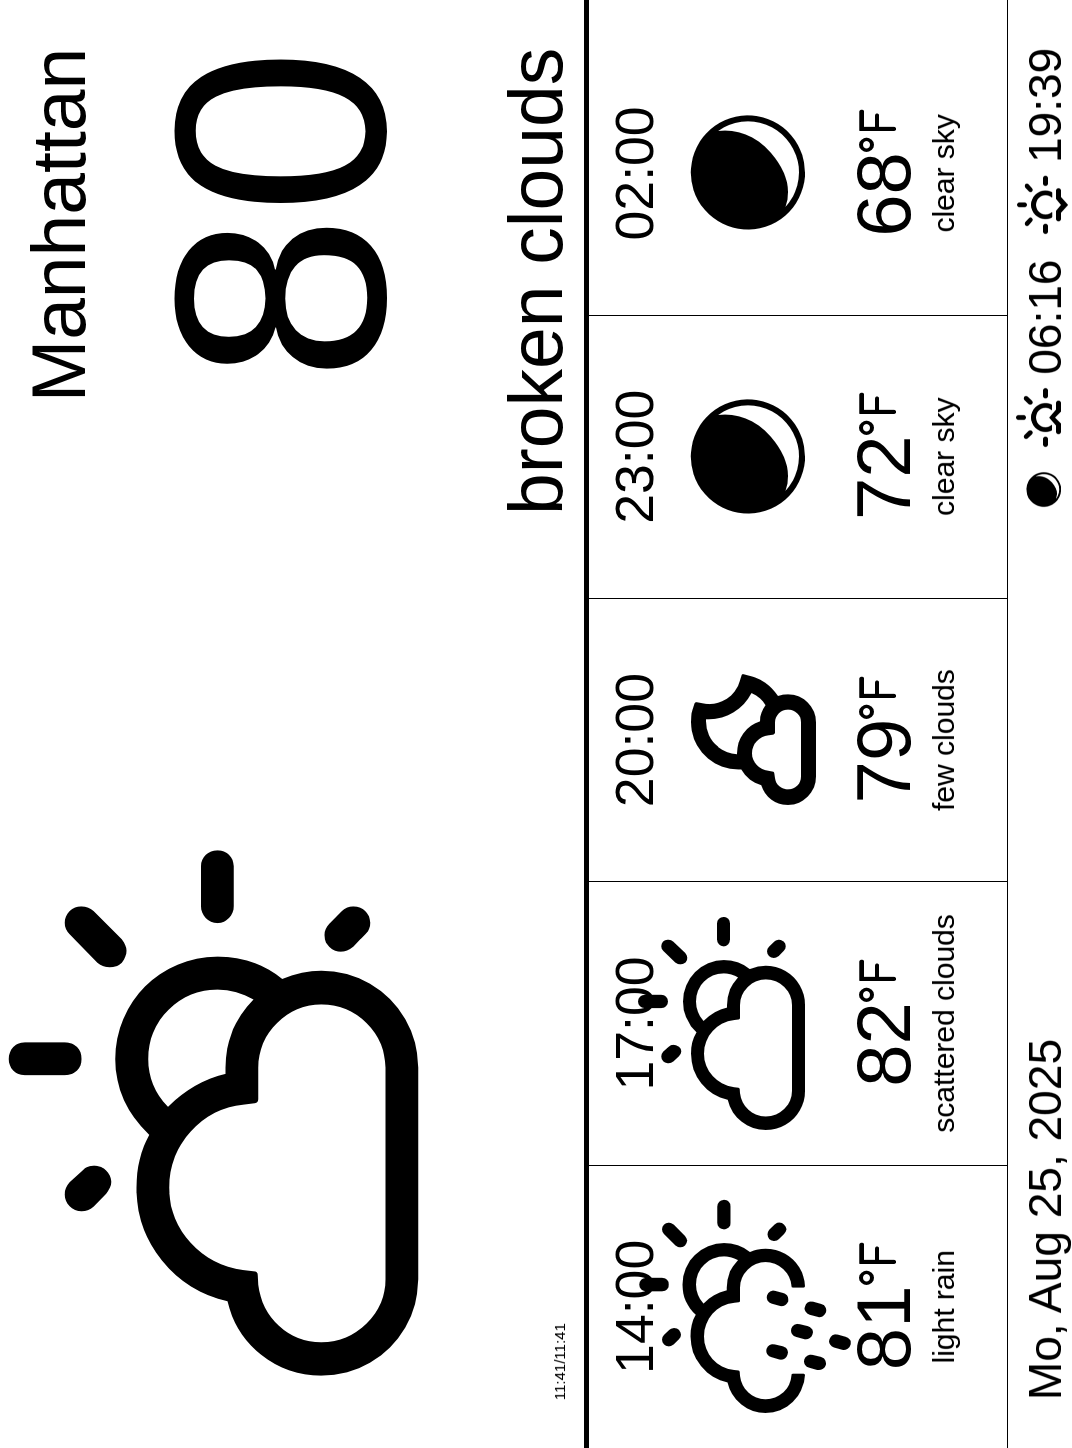 Manhattan
80
broken clouds
11:41/11:41
14:00 17:00 20:00 23:00 02:00
81°F 82°F 79°F 72°F 68°F
light rain scattered clouds few clouds clear sky clear sky
Mo, Aug 25, 2025 06:16 19:39